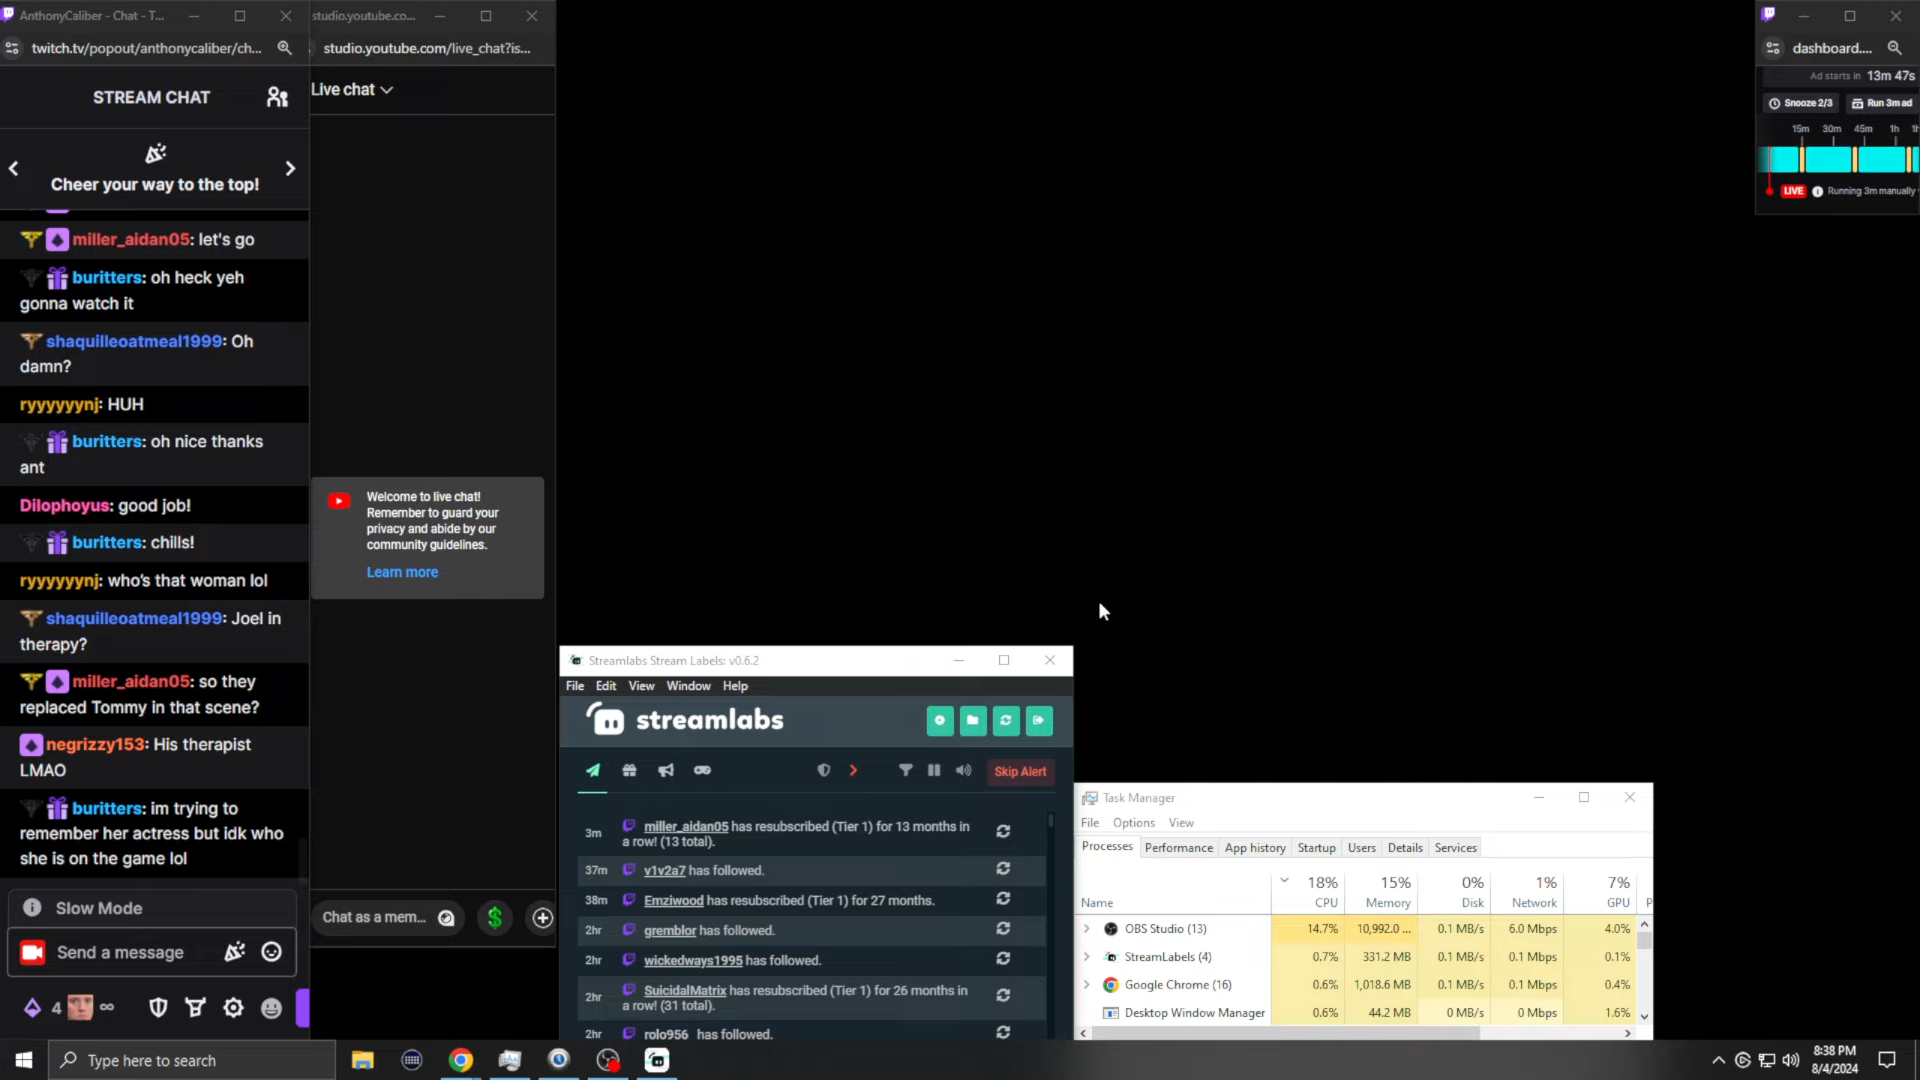 AnthonyCaliber - Chat - T...
twitch.tv/popout/anthonycaliber/ch...
STREAM CHAT
Cheer your way to the top!
miller_aidan05: let's go
buritters: oh heck yeh
gonna watch it
shaquilleoatmeal1999: Oh
damn?
ryyyyyynj: HUH
buritters: oh nice thanks
ant
Dilophoyus: good job!
buritters: chills!
ryyyyyynj: who's that woman lol
shaquilleoatmeal1999: Joel in
therapy?
miller_aidan05: so they
replaced Tommy in that scene?
negrizzy153: His therapist
LMAO
buritters: im trying to
remember her actress but idk who
she is on the game lol
Slow Mode
Send a message
4 ∞
studio.youtube.co...
studio.youtube.com/live_chat?is...
Live chat
Welcome to live chat!
Remember to guard your
privacy and abide by our
community guidelines.
Learn more
Chat as a mem...
Streamlabs Stream Labels: v0.6.2
File Edit View Window Help
streamlabs
Skip Alert
3m miller_aidan05 has resubscribed (Tier 1) for 13 months in
a row! (13 total).
37m v1v2a7 has followed.
38m Emziwood has resubscribed (Tier 1) for 27 months.
2hr gremblor has followed.
2hr wickedways1995 has followed.
2hr SuicidalMatrix has resubscribed (Tier 1) for 26 months in
a row! (31 total).
2hr rolo956_ has followed.
Task Manager
File Options View
Processes Performance App history Startup Users Details Services
18% 15% 0% 1% 7%
Name CPU Memory Disk Network GPU P
OBS Studio (13) 14.7% 10,992.0 ... 0.1 MB/s 6.0 Mbps 4.0%
StreamLabels (4) 0.7% 331.2 MB 0.1 MB/s 0.1 Mbps 0.1%
Google Chrome (16) 0.6% 1,018.6 MB 0.1 MB/s 0.1 Mbps 0.4%
Desktop Window Manager 0.6% 44.2 MB 0 MB/s 0 Mbps 1.6%
dashboard....
Ad starts in 13m 47s
Snooze 2/3 Run 3m ad
15m 30m 45m 1h
LIVE Running 3m manually
Type here to search
8:38 PM
8/4/2024